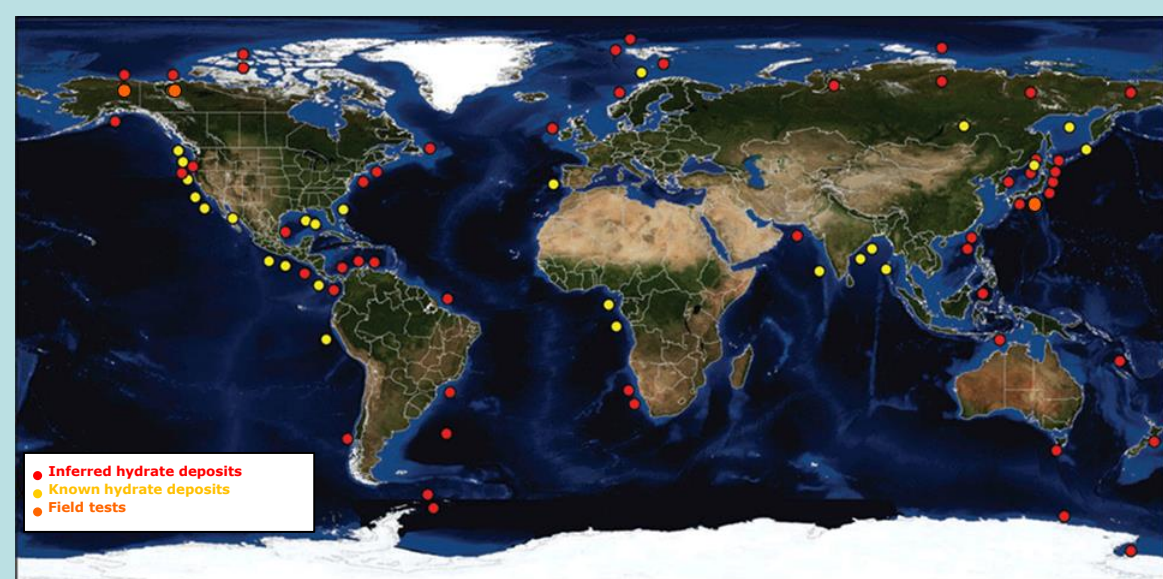 Inferred hydrate deposits
Known hydrate deposits
Field tests